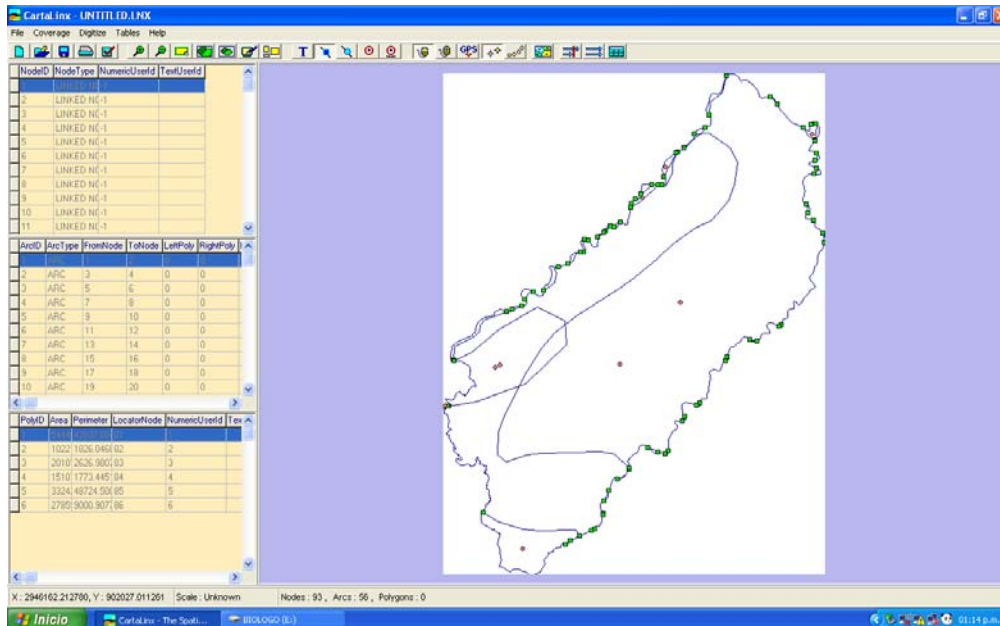 CartaLinx - UNTITLED.LNX
File Coverage Digitize Tables Help
T GPS
NodeID NodeType NumericUserId TextUserId
2 LINKED NC -1
3 LINKED NC -1
4 LINKED NC -1
5 LINKED NC -1
6 LINKED NC -1
7 LINKED NC -1
8 LINKED NC -1
9 LINKED NC -1
10 LINKED NC -1
11 LINKED NC -1
ArcID ArcType FromNode ToNode LeftPoly RightPoly
2 ARC 3 4 0 0
3 ARC 5 6 0 0
4 ARC 7 8 0 0
5 ARC 9 10 0 0
6 ARC 11 12 0 0
7 ARC 13 14 0 0
8 ARC 15 16 0 0
9 ARC 17 18 0 0
10 ARC 19 20 0 0
PolyID Area Perimeter LocatorNode NumericUserId Tex
2 1022 82 2
3 2010 83 3
4 1510 1773.445 84 4
5 3324 48724.50 85 5
6 2785 9000.907 86 6
X : 2946162.212780, Y : 902027.011261 Scale : Unknown Nodes : 93 , Arcs : 56 , Polygons : 0
Inicio CartaLinx - The Spati... BIOLOGO (E:) 01:14 p.m.